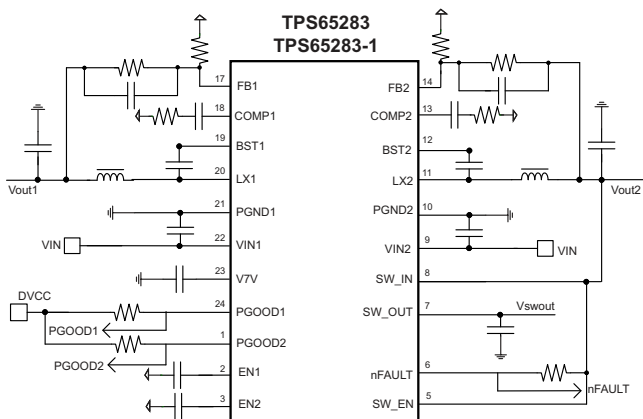 TPS65283
TPS65283-1
17 FB1
FB2 14
18 COMP1
COMP2 13
19 BST1
BST2 12
Vout1
20 LX1
LX2 11
Vout2
21 PGND1
PGND2 10
VIN
22 VIN1
VIN2 9
VIN
23 V7V
SW_IN 8
DVCC
24 PGOOD1
SW_OUT 7
Vswout
PGOOD1
1 PGOOD2
PGOOD2
2 EN1
nFAULT 6
nFAULT
3 EN2
SW_EN 5